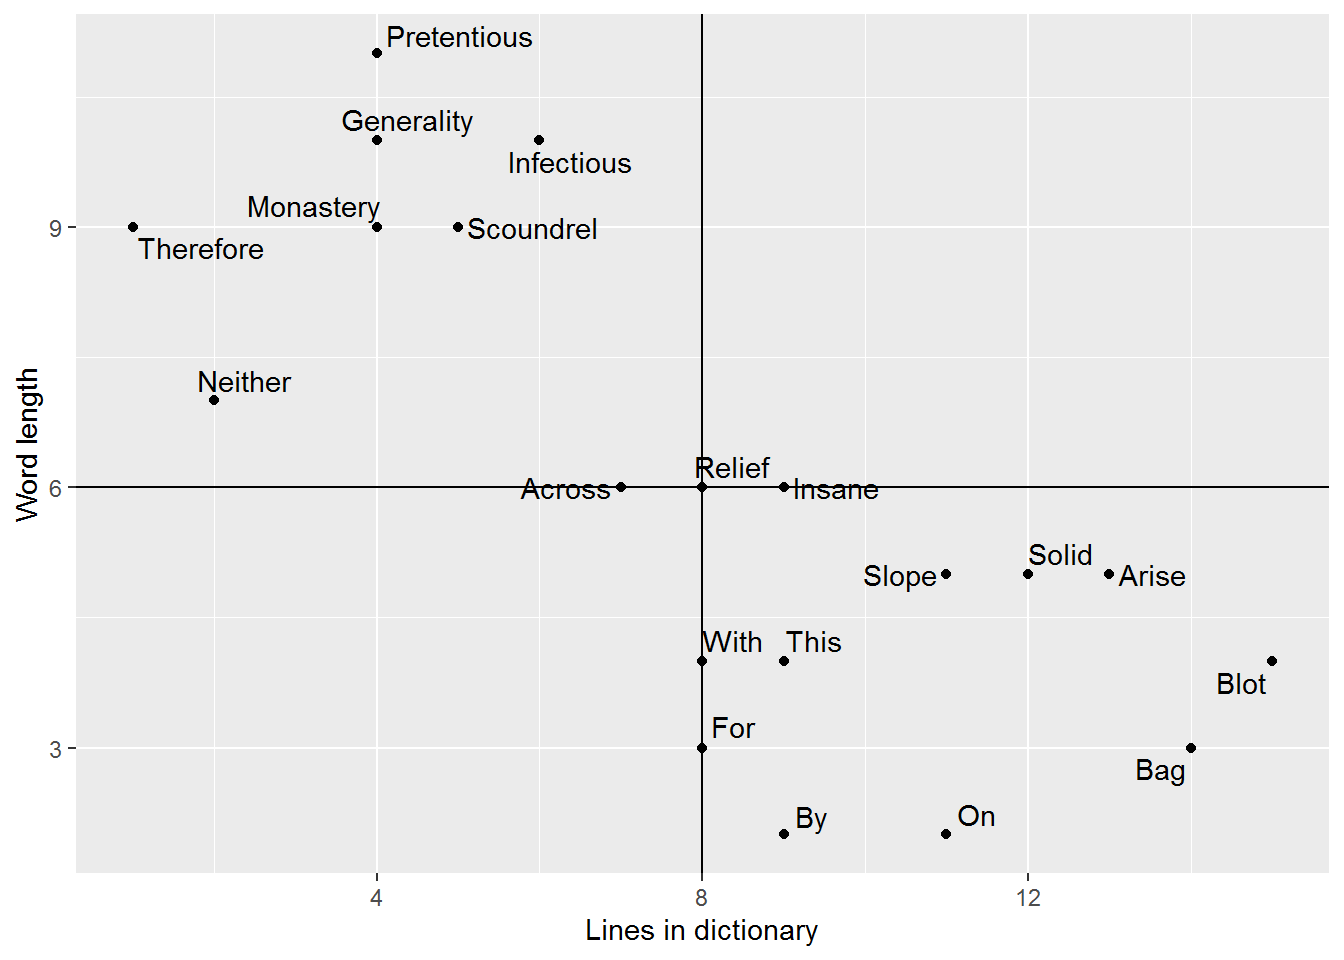 Pretentious
Generality
Infectious
Monastery
Scoundrel
9
Therefore
Neither
Word length
Relief
6
Across
Insane
Solid
Slope
Arise
With
This
Blot
For
3
Bag
By
On
4
8
12
Lines in dictionary